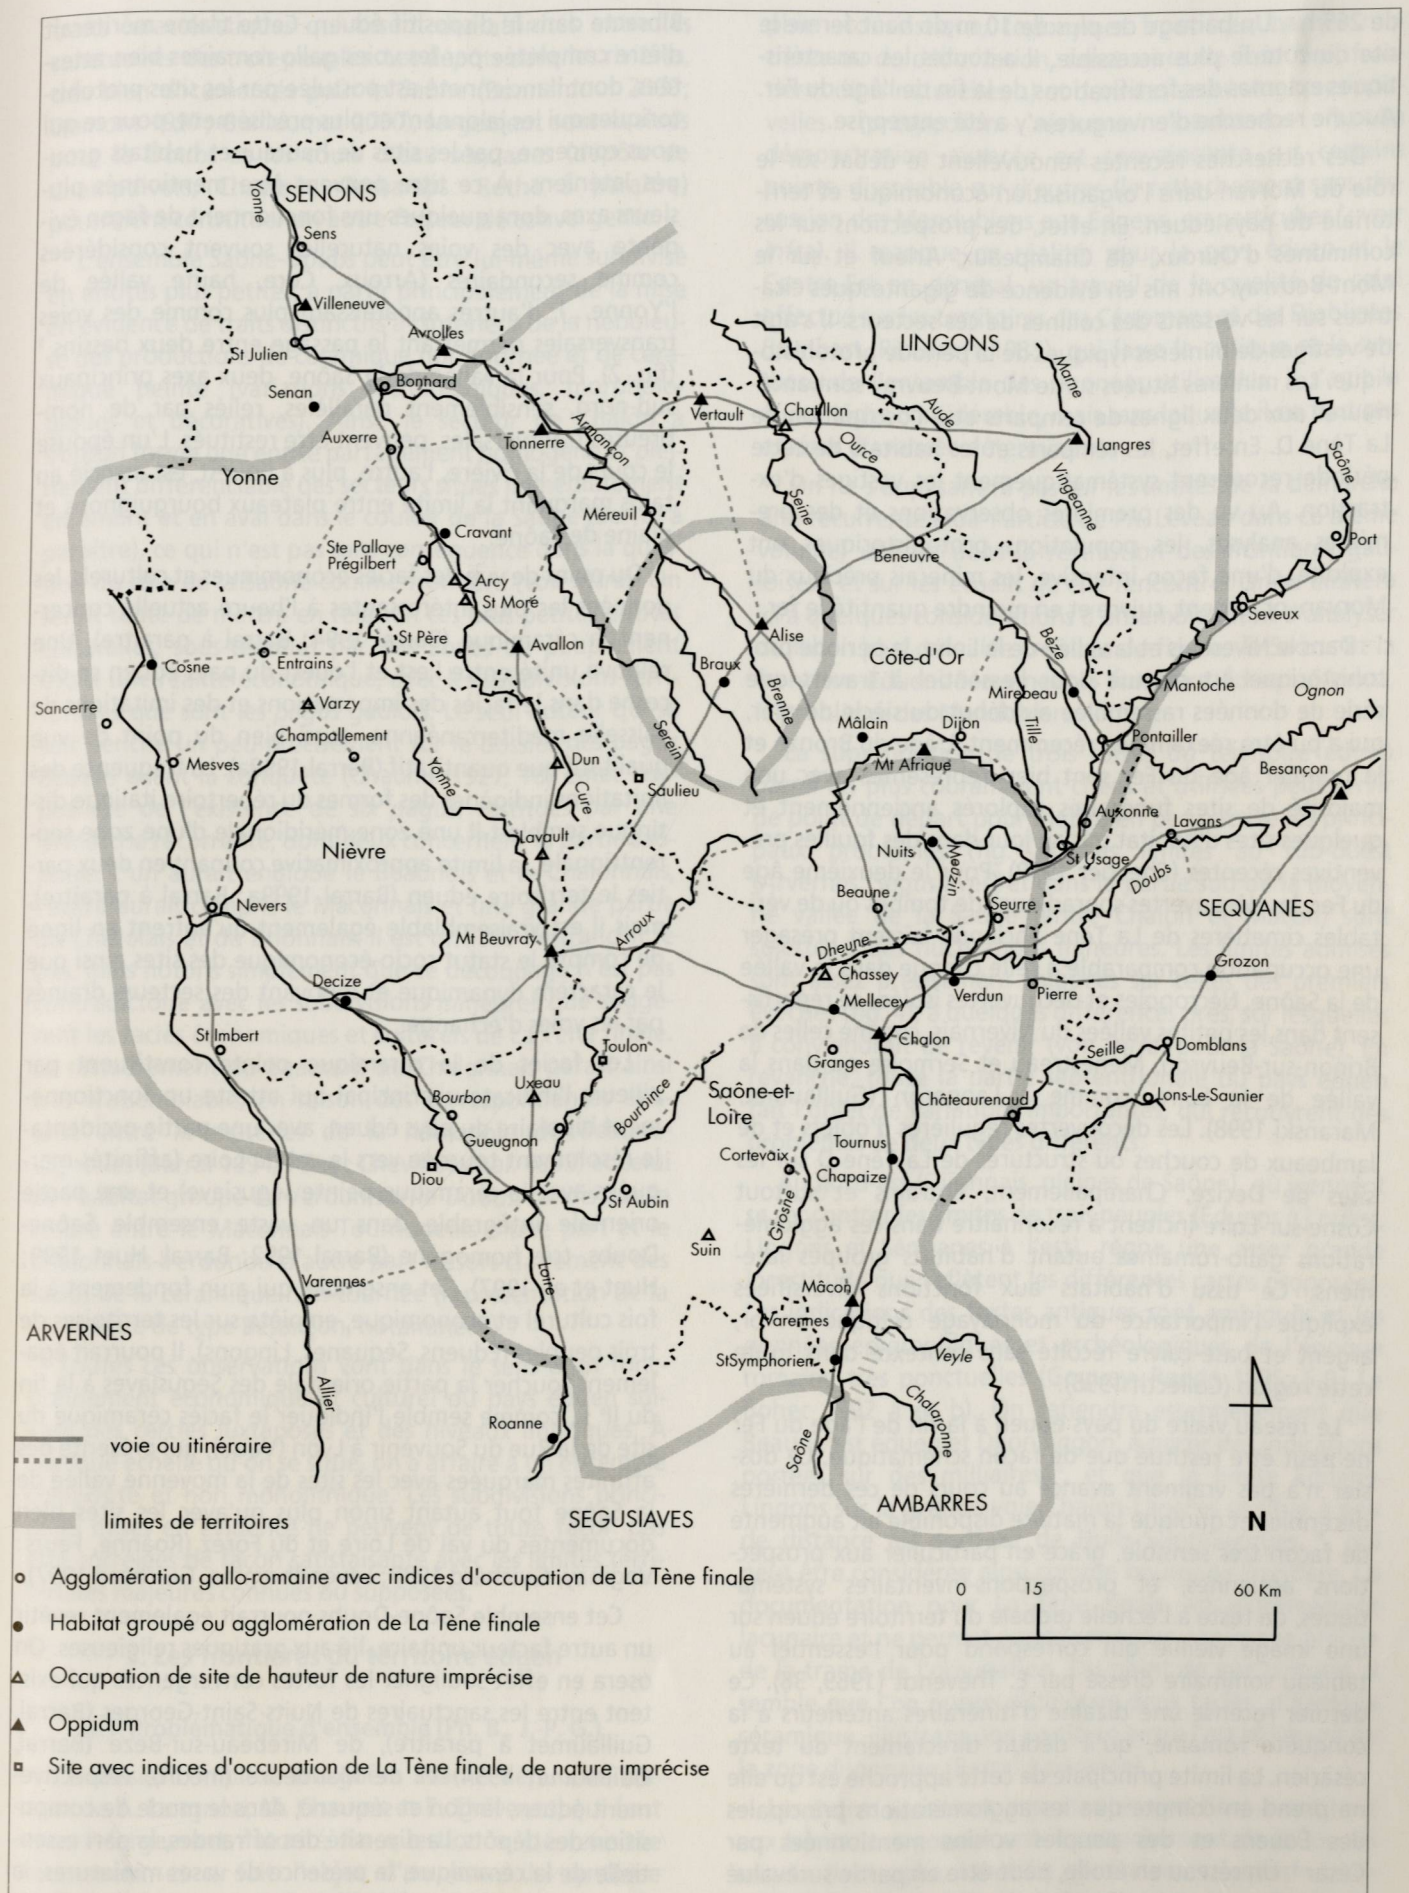 SENONS
Yonne
Sens
Villeneuve
Avrolles
St Julien
Bonnard
Senan
Auxerre
Tonnerre
Armançon
Vertault
LINGONS
Chatillon
Aude
Ource
Marne
Langres
Saône
Vingeanne
Yonne
Cravant
Méreuil
Seine
Beneuvre
Port
Ste Pallaye
Prégilbert
Arcy
St Moré
Seveux
St Père
Avallon
Alise
Côte-d'Or
Bèze
Cosne
Entrains
Braux
Brenne
Mirebeau
Mantoche
Ognon
Sancerre
Varzy
Champallement
Mâlain
Dijon
Tille
Pontailler
Mesves
Yonne
Dun
Serein
Mt Afrique
Besançon
Cure
Saulieu
Auxonne
Lavans
Nièvre
Lavault
Nuits
Meuzin
St Usage
Doubs
Beaune
Seurre
SEQUANES
Nevers
Mt Beuvray
Arroux
Dheune
Chassey
Grozon
Decize
Mellecey
Verdun
Pierre
St Imbert
Toulon
Granges
Chalon
Seille
Domblans
Uxeau
Bourbince
Saône-et-
Loire
Bourbon
Châteaurenaud
Lons-Le-Saunier
Gueugnon
Cortevaix
Tournus
Chapaize
Diou
St Aubin
Grosne
Suin
Varennes
Loire
Mâcon
Varennes
ARVERNES
StSymphorien
Veyle
Allier
Chalaronne
Roanne
Saône
voie ou itinéraire
AMBARRES
limites de territoires
SEGUSIAVES
N
Agglomération gallo-romaine avec indices d'occupation de La Tène finale
0 15 60 Km
Habitat groupé ou agglomération de La Tène finale
Occupation de site de hauteur de nature imprécise
Oppidum
Site avec indices d'occupation de La Tène finale, de nature imprécise